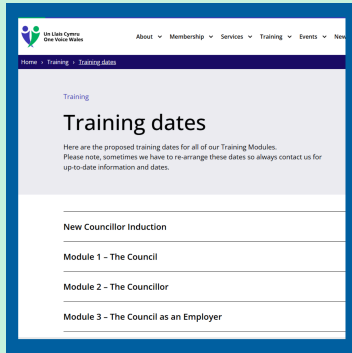 Un Llais Cymru
One Voice Wales
About Membership Services Training Events New
Home › Training › Training dates
Training
Training dates
Here are the proposed training dates for all of our Training Modules.
Please note, sometimes we have to re-arrange these dates so always contact us for
up-to-date information and dates.
New Councillor Induction
Module 1 – The Council
Module 2 – The Councillor
Module 3 – The Council as an Employer